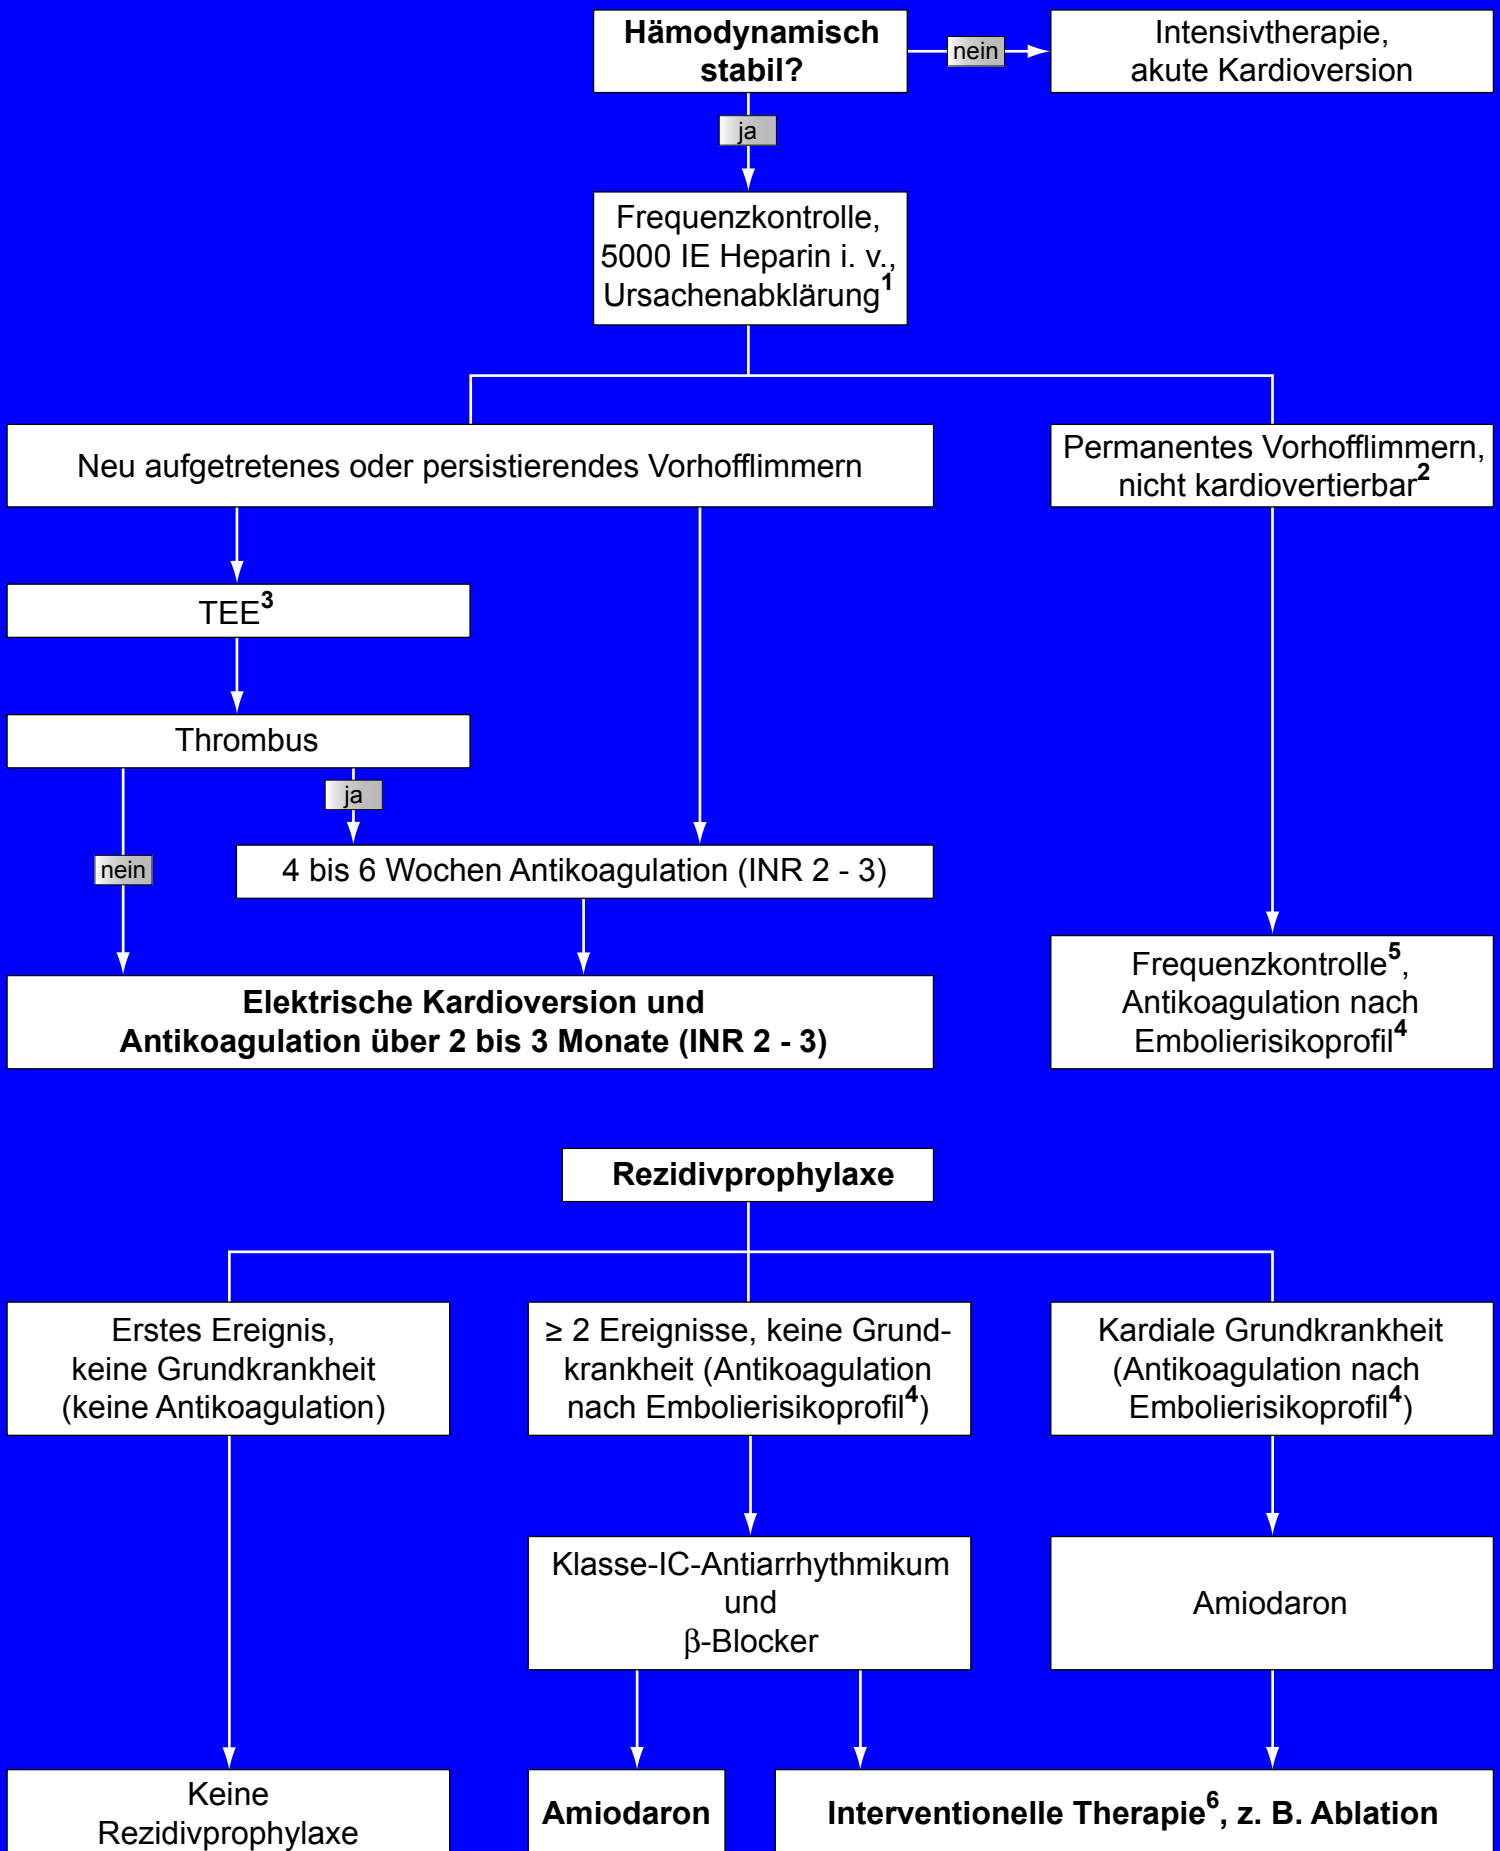 Hämodynamisch
stabil?
nein
Intensivtherapie,
akute Kardioversion
ja
Frequenzkontrolle,
5000 IE Heparin i. v.,
Ursachenabklärung¹
Neu aufgetretenes oder persistierendes Vorhofflimmern
Permanentes Vorhofflimmern,
nicht kardiovertierbar²
TEE³
Thrombus
ja
nein
4 bis 6 Wochen Antikoagulation (INR 2 - 3)
Elektrische Kardioversion und
Antikoagulation über 2 bis 3 Monate (INR 2 - 3)
Frequenzkontrolle⁵,
Antikoagulation nach
Embolierisikoprofil⁴
Rezidivprophylaxe
Erstes Ereignis,
keine Grundkrankheit
(keine Antikoagulation)
≥ 2 Ereignisse, keine Grund-
krankheit (Antikoagulation
nach Embolierisikoprofil⁴)
Kardiale Grundkrankheit
(Antikoagulation nach
Embolierisikoprofil⁴)
Klasse-IC-Antiarrhythmikum
und
β-Blocker
Amiodaron
Keine
Rezidivprophylaxe
Amiodaron
Interventionelle Therapie⁶, z. B. Ablation